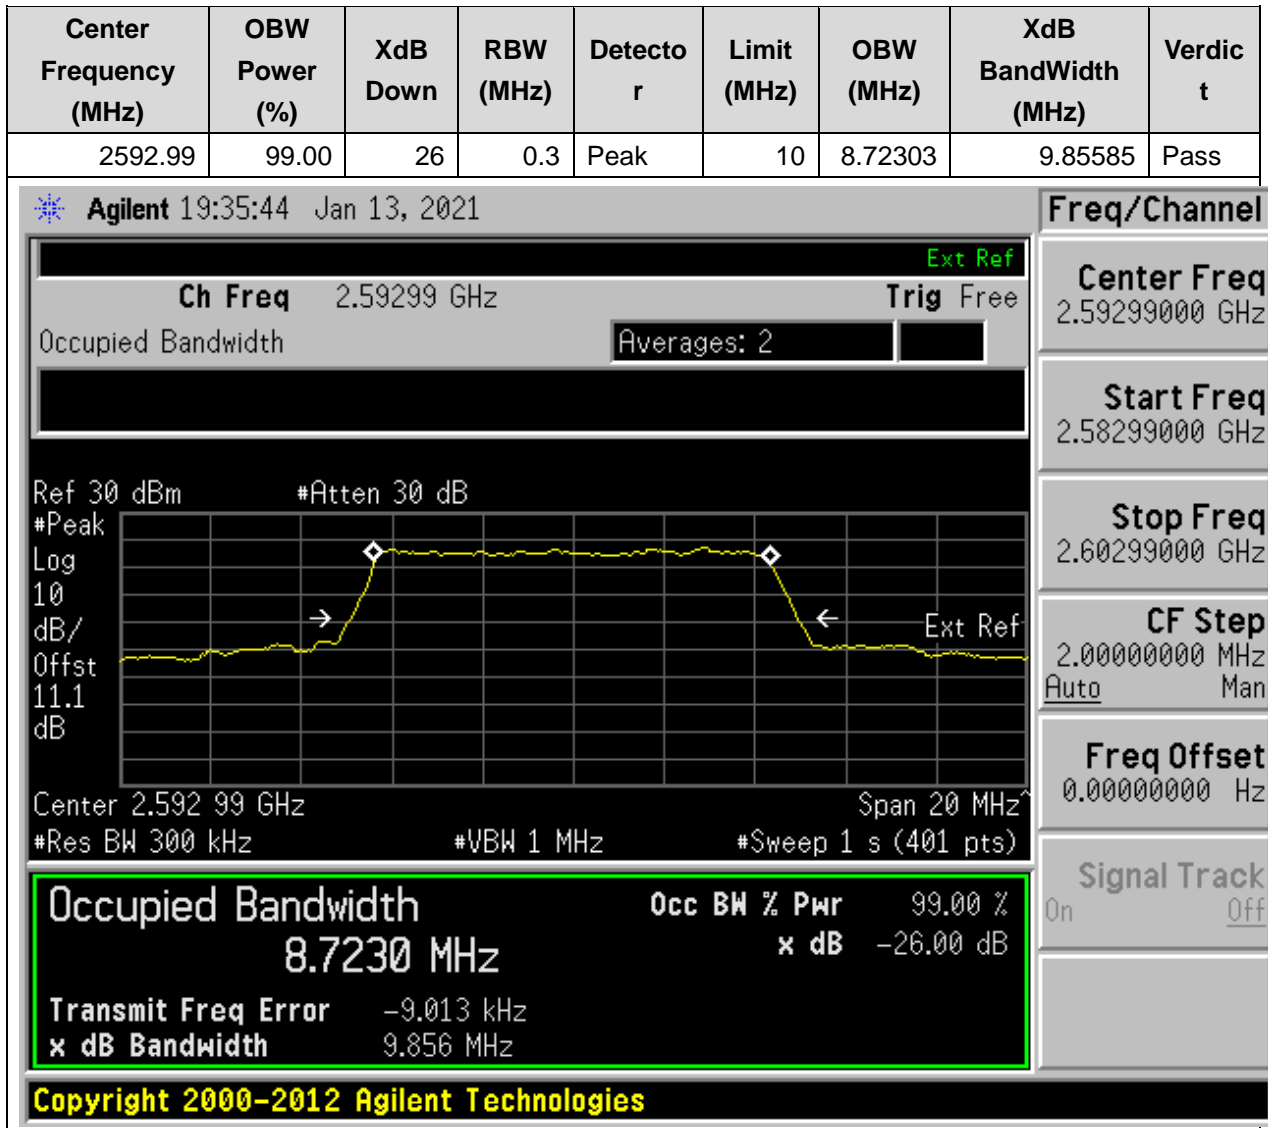 Center Frequency (MHz) OBW Power (%) XdB Down RBW (MHz) Detecto r Limit (MHz) OBW (MHz) XdB BandWidth (MHz) Verdic t
2592.99 99.00 26 0.3 Peak 10 8.72303 9.85585 Pass
Agilent 19:35:44 Jan 13, 2021
Freq/Channel
Ext Ref
Ch Freq 2.59299 GHz Trig Free
Occupied Bandwidth Averages: 2
Center Freq
2.59299000 GHz
Start Freq
2.58299000 GHz
Stop Freq
2.60299000 GHz
CF Step
2.00000000 MHz
Auto Man
Freq Offset
0.00000000 Hz
Signal Track
On Off
Ref 30 dBm #Atten 30 dB
#Peak
Log
10
dB/
Offst
11.1
dB
Ext Ref
Center 2.592 99 GHz Span 20 MHz^
#Res BW 300 kHz #VBW 1 MHz #Sweep 1 s (401 pts)
Occupied Bandwidth
8.7230 MHz
Occ BW % Pwr 99.00 %
x dB -26.00 dB
Transmit Freq Error -9.013 kHz
x dB Bandwidth 9.856 MHz
Copyright 2000-2012 Agilent Technologies